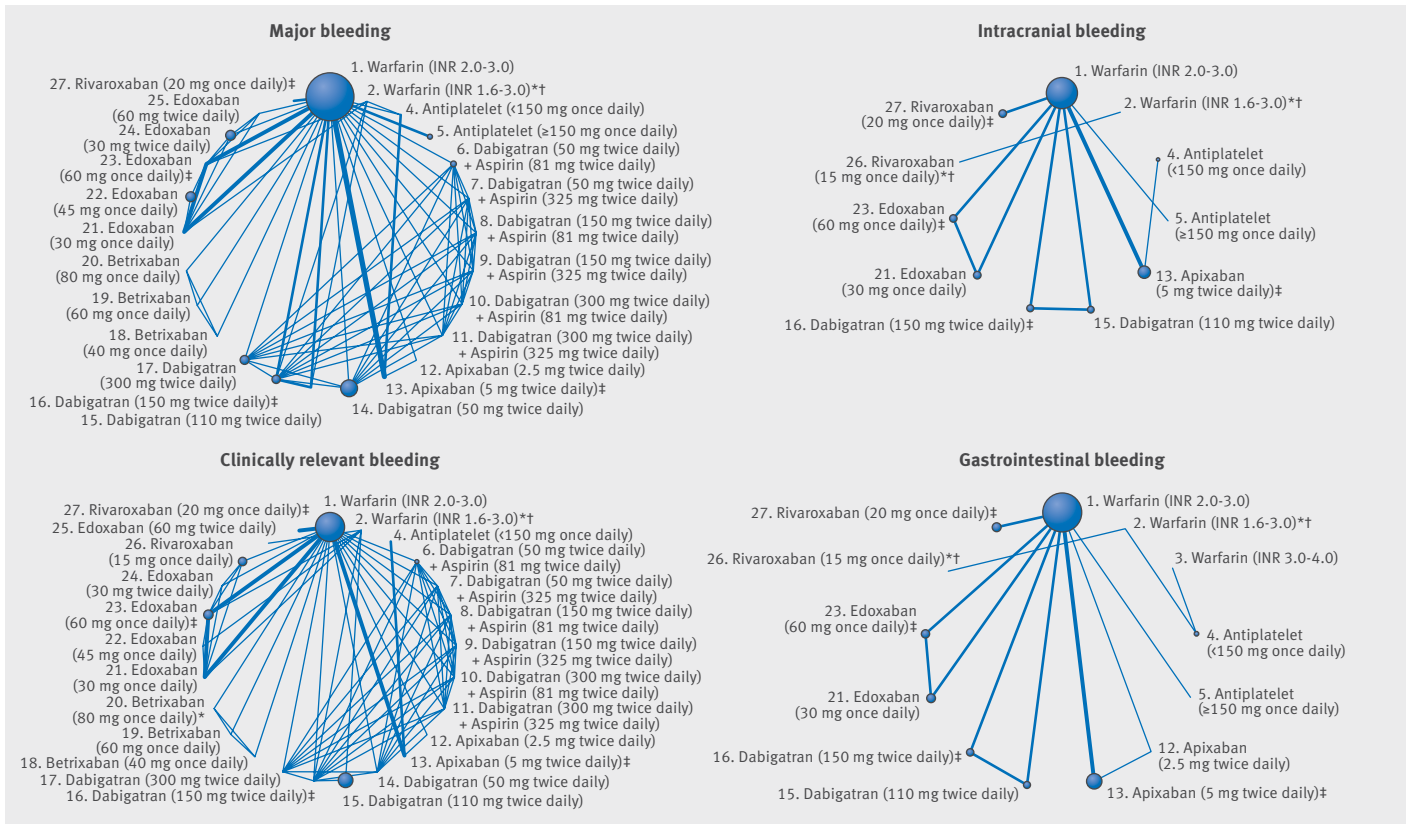 Major bleeding
1. Warfarin (INR 2.0-3.0)
2. Warfarin (INR 1.6-3.0)*†
4. Antiplatelet (<150 mg once daily)
5. Antiplatelet (≥150 mg once daily)
6. Dabigatran (50 mg twice daily)
+ Aspirin (81 mg twice daily)
7. Dabigatran (50 mg twice daily)
+ Aspirin (325 mg twice daily)
8. Dabigatran (150 mg twice daily)
+ Aspirin (81 mg twice daily)
9. Dabigatran (150 mg twice daily)
+ Aspirin (325 mg twice daily)
10. Dabigatran (300 mg twice daily)
+ Aspirin (81 mg twice daily)
11. Dabigatran (300 mg twice daily)
+ Aspirin (325 mg twice daily)
12. Apixaban (2.5 mg twice daily)
13. Apixaban (5 mg twice daily)‡
14. Dabigatran (50 mg twice daily)
15. Dabigatran (110 mg twice daily)
16. Dabigatran (150 mg twice daily)‡
17. Dabigatran
(300 mg twice daily)
18. Betrixaban
(40 mg once daily)
19. Betrixaban
(60 mg once daily)
20. Betrixaban
(80 mg once daily)
21. Edoxaban
(30 mg once daily)
22. Edoxaban
(45 mg once daily)
23. Edoxaban
(60 mg once daily)‡
24. Edoxaban
(30 mg twice daily)
25. Edoxaban
(60 mg twice daily)
27. Rivaroxaban (20 mg once daily)‡
Intracranial bleeding
1. Warfarin (INR 2.0-3.0)
2. Warfarin (INR 1.6-3.0)*†
4. Antiplatelet
(<150 mg once daily)
5. Antiplatelet
(≥150 mg once daily)
13. Apixaban
(5 mg twice daily)‡
15. Dabigatran (110 mg twice daily)
16. Dabigatran (150 mg twice daily)‡
21. Edoxaban
(30 mg once daily)
23. Edoxaban
(60 mg once daily)‡
26. Rivaroxaban
(15 mg once daily)*†
27. Rivaroxaban
(20 mg once daily)‡
Clinically relevant bleeding
1. Warfarin (INR 2.0-3.0)
2. Warfarin (INR 1.6-3.0)*†
4. Antiplatelet (<150 mg once daily)
6. Dabigatran (50 mg twice daily)
+ Aspirin (81 mg twice daily)
7. Dabigatran (50 mg twice daily)
+ Aspirin (325 mg twice daily)
8. Dabigatran (150 mg twice daily)
+ Aspirin (81 mg twice daily)
9. Dabigatran (150 mg twice daily)
+ Aspirin (325 mg twice daily)
10. Dabigatran (300 mg twice daily)
+ Aspirin (81 mg twice daily)
11. Dabigatran (300 mg twice daily)
+ Aspirin (325 mg twice daily)
12. Apixaban (2.5 mg twice daily)
13. Apixaban (5 mg twice daily)‡
14. Dabigatran (50 mg twice daily)
15. Dabigatran (110 mg twice daily)
16. Dabigatran (150 mg twice daily)‡
17. Dabigatran (300 mg twice daily)
18. Betrixaban (40 mg once daily)
19. Betrixaban
(60 mg once daily)
20. Betrixaban
(80 mg once daily)*
21. Edoxaban
(30 mg once daily)
22. Edoxaban
(45 mg once daily)
23. Edoxaban
(60 mg once daily)‡
24. Edoxaban
(30 mg twice daily)
26. Rivaroxaban
(15 mg once daily)
25. Edoxaban (60 mg twice daily)
27. Rivaroxaban (20 mg once daily)‡
Gastrointestinal bleeding
1. Warfarin (INR 2.0-3.0)
2. Warfarin (INR 1.6-3.0)*†
3. Warfarin (INR 3.0-4.0)
4. Antiplatelet
(<150 mg once daily)
5. Antiplatelet
(≥150 mg once daily)
12. Apixaban
(2.5 mg twice daily)
13. Apixaban (5 mg twice daily)‡
15. Dabigatran (110 mg twice daily)
16. Dabigatran (150 mg twice daily)‡
21. Edoxaban
(30 mg once daily)
23. Edoxaban
(60 mg once daily)‡
26. Rivaroxaban (15 mg once daily)*†
27. Rivaroxaban (20 mg once daily)‡